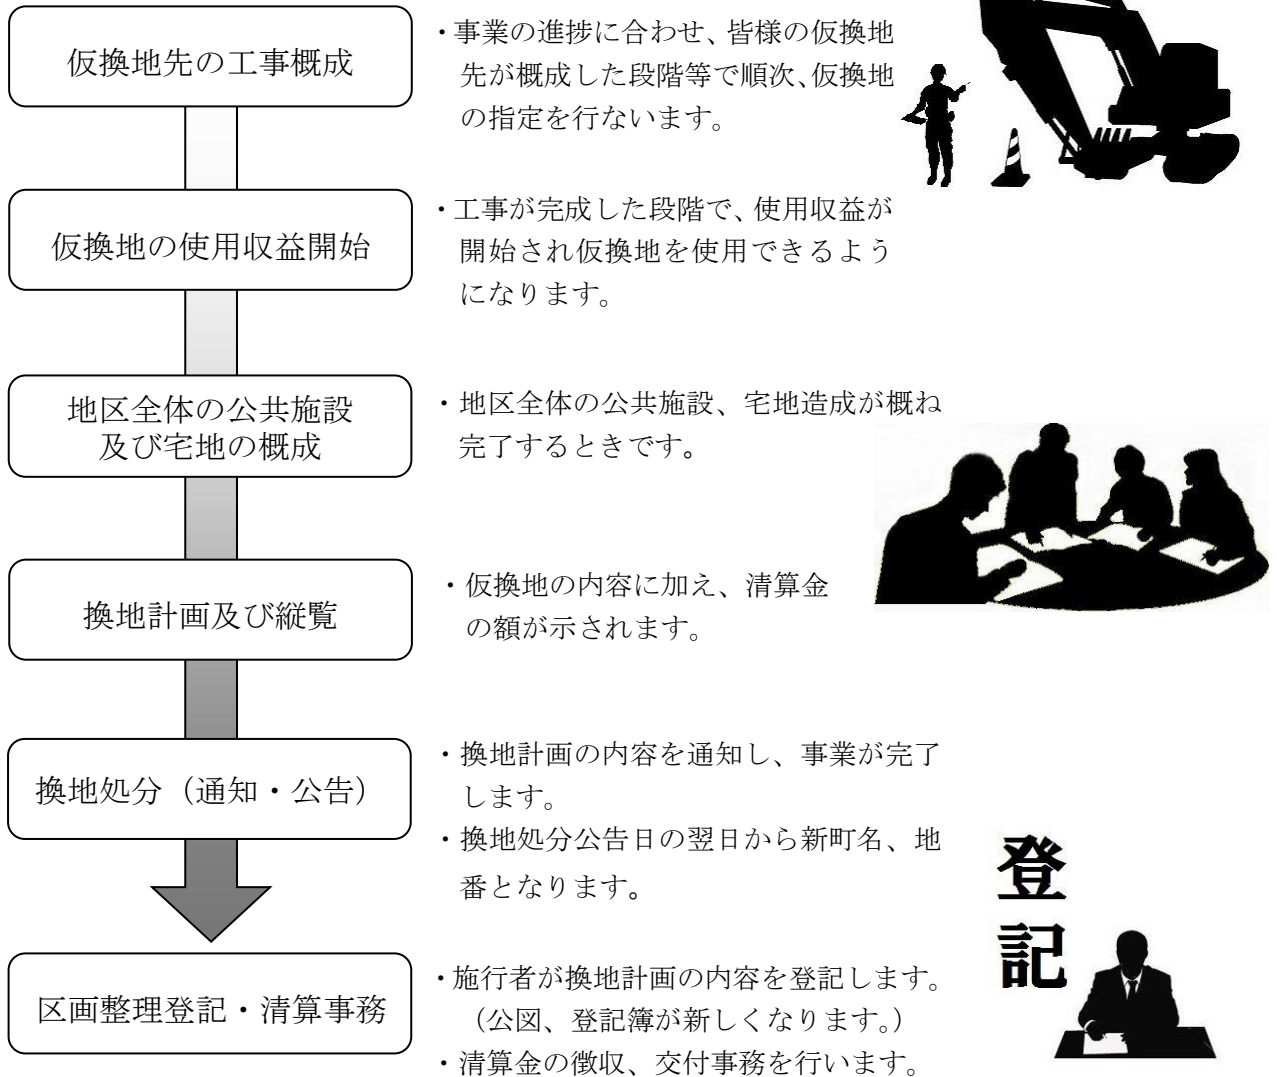 仮換地先の工事概成
・事業の進捗に合わせ、皆様の仮換地
先が概成した段階等で順次、仮換地
の指定を行ないます。
仮換地の使用収益開始
・工事が完成した段階で、使用収益が
開始され仮換地を使用できるよう
になります。
地区全体の公共施設
及び宅地の概成
・地区全体の公共施設、宅地造成が概ね
完了するときです。
換地計画及び縦覧
・仮換地の内容に加え、清算金
の額が示されます。
換地処分（通知・公告）
・換地計画の内容を通知し、事業が完了
します。
・換地処分公告日の翌日から新町名、地
番となります。
区画整理登記・清算事務
・施行者が換地計画の内容を登記します。
（公図、登記簿が新しくなります。）
・清算金の徴収、交付事務を行います。
登記